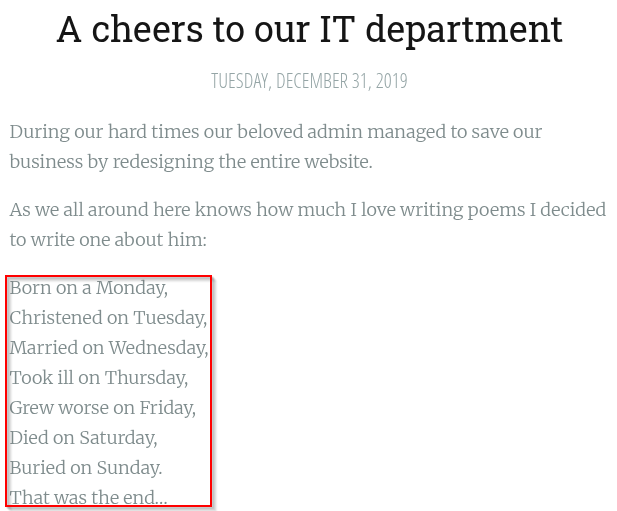 A cheers to our IT department
TUESDAY, DECEMBER 31, 2019
During our hard times our beloved admin managed to save our
business by redesigning the entire website.
As we all around here knows how much I love writing poems I decided
to write one about him:
Born on a Monday,
Christened on Tuesday,
Married on Wednesday,
Took ill on Thursday,
Grew worse on Friday,
Died on Saturday,
Buried on Sunday.
That was the end…